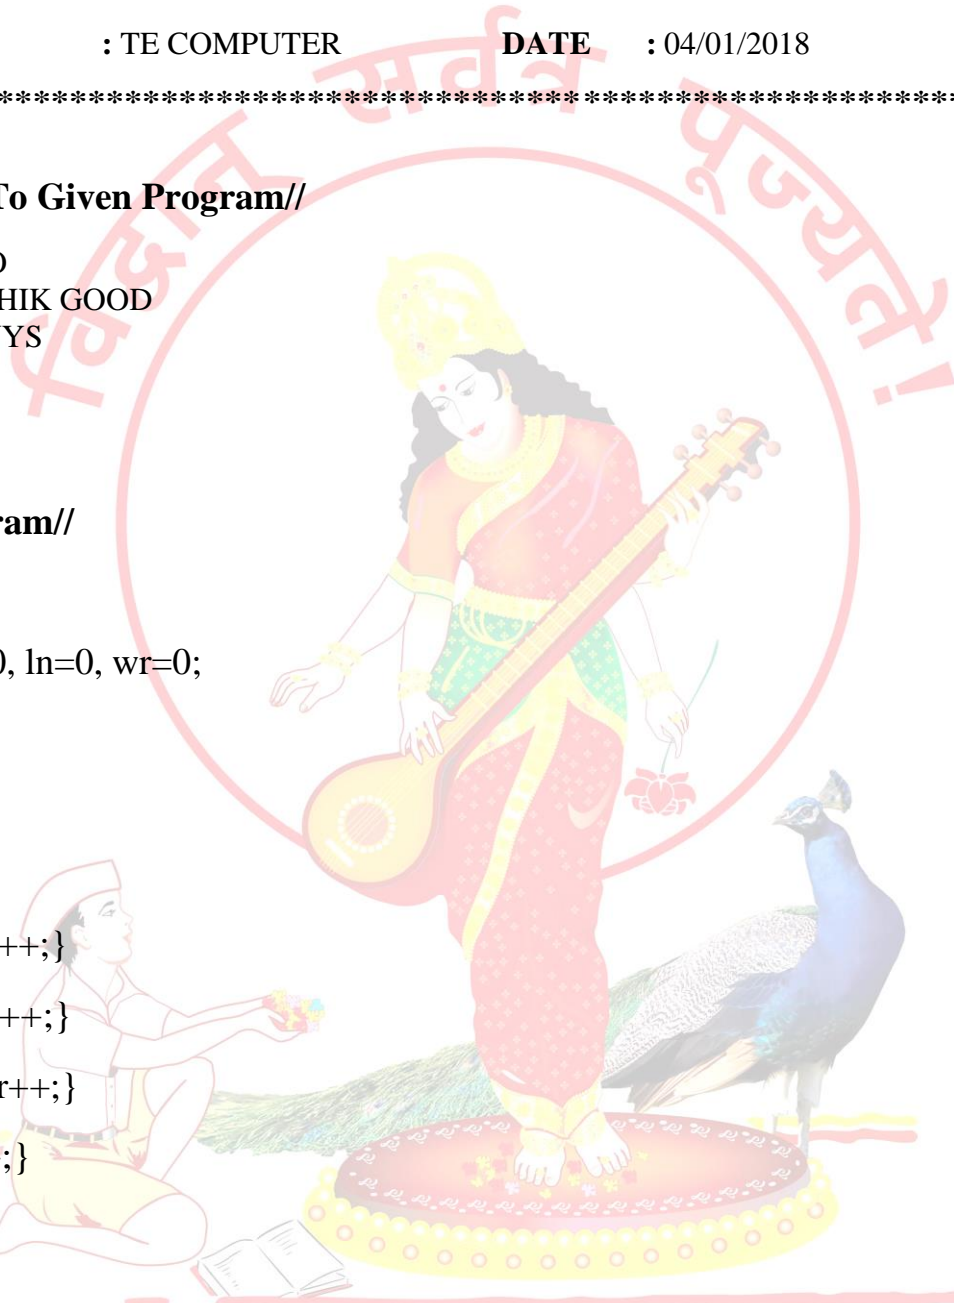 : TE COMPUTER DATE : 04/01/2018
*****************************************************
To Given Program//
HIK GOOD
YS
ram//
, ln=0, wr=0;
++;}
++;}
r++;}
;}
विद्वान सर्वत्र पूज्यते!